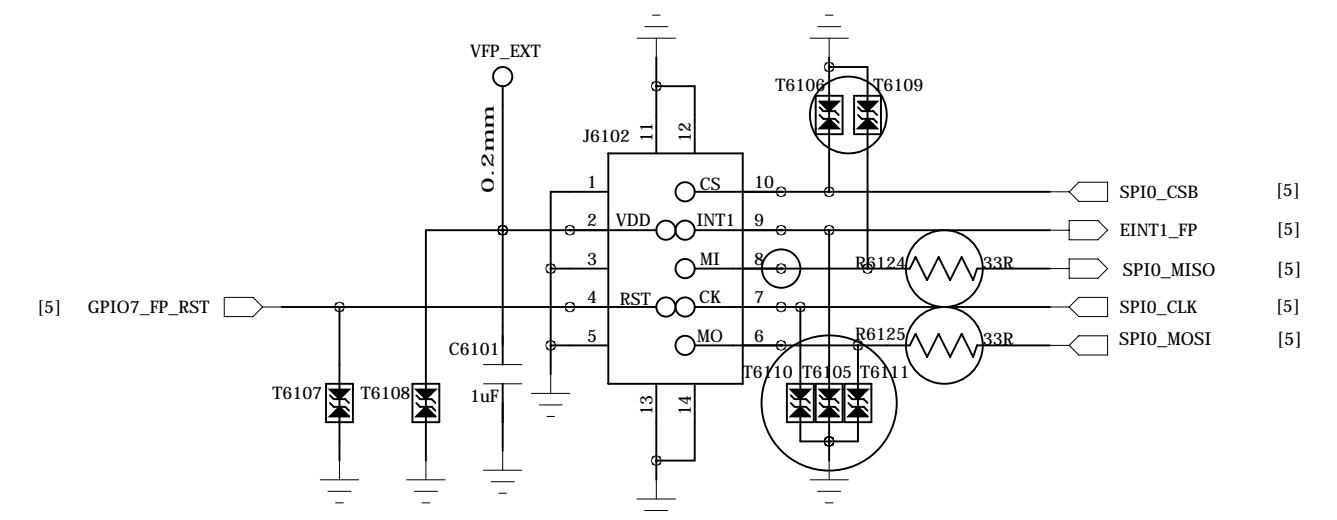 VFP_EXT
0.2mm
T6106
T6109
J6102
11
12
1
CS
10
SPI0_CSB [5]
2
VDD
INT1
9
EINT1_FP [5]
3
MI
8
R6124
33R
SPI0_MISO [5]
[5] GPIO7_FP_RST
4
RST
CK
7
SPI0_CLK [5]
5
MO
6
R6125
33R
SPI0_MOSI [5]
C6101
1uF
T6107
T6108
T6110
T6105
T6111
13
14